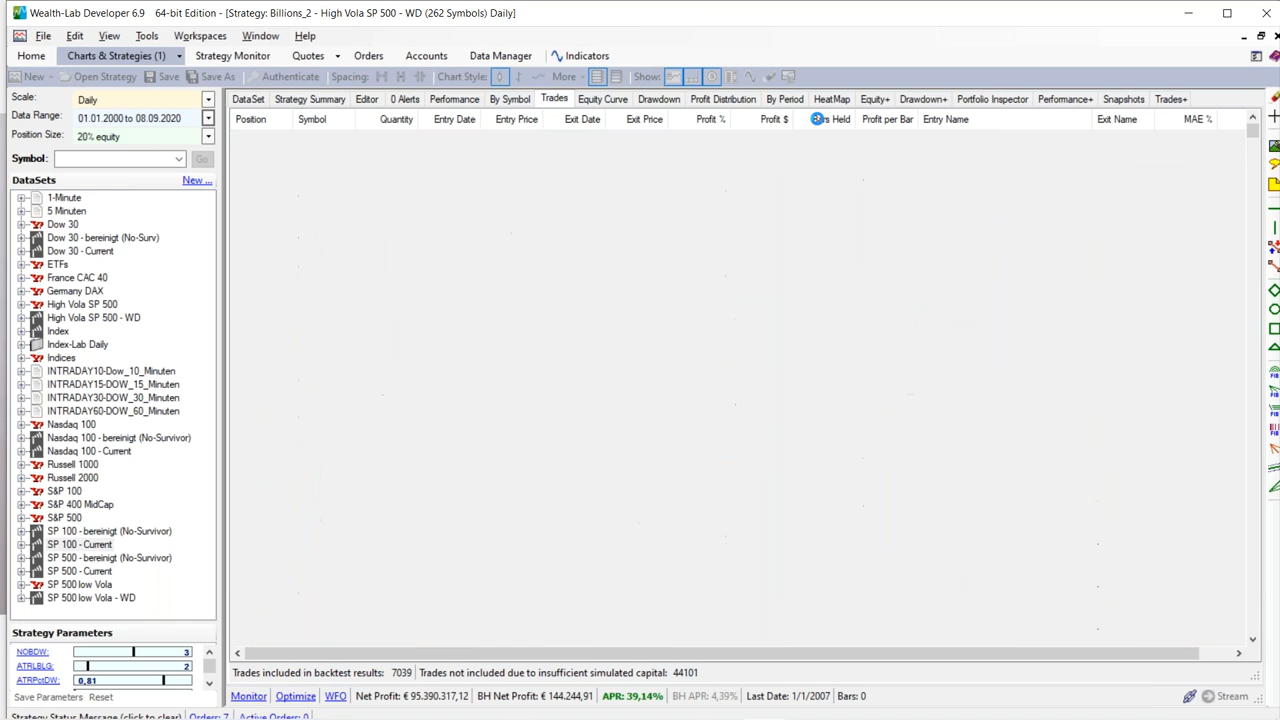 Wealth-Lab Developer 6.9 64-bit Edition - [Strategy: Billions_2 - High Vola SP 500 - WD (262 Symbols) Daily]
File Edit View Tools Workspaces Window Help
Home Charts & Strategies (1) Strategy Monitor Quotes Orders Accounts Data Manager Indicators
New Open Strategy Save Save As Authenticate Spacing: Chart Style: More Show:
Scale: Daily
Data Range: 01.01.2000 to 08.09.2020
Position Size: 20% equity
Symbol: Go
DataSets New ...
1-Minute
5 Minuten
Dow 30
Dow 30 - bereinigt (No-Surv)
Dow 30 - Current
ETFs
France CAC 40
Germany DAX
High Vola SP 500
High Vola SP 500 - WD
Index
Index-Lab Daily
Indices
INTRADAY10-Dow_10_Minuten
INTRADAY15-DOW_15_Minuten
INTRADAY30-DOW_30_Minuten
INTRADAY60-DOW_60_Minuten
Nasdaq 100
Nasdaq 100 - bereinigt (No-Survivor)
Nasdaq 100 - Current
Russell 1000
Russell 2000
S&P 100
S&P 400 MidCap
S&P 500
SP 100 - bereinigt (No-Survivor)
SP 100 - Current
SP 500 - bereinigt (No-Survivor)
SP 500 - Current
SP 500 low Vola
SP 500 low Vola - WD
Strategy Parameters
NOBDW: 3
ATRLBLG: 2
ATRPctDW: 0,81
Save Parameters Reset
DataSet Strategy Summary Editor 0 Alerts Performance By Symbol Trades Equity Curve Drawdown Profit Distribution By Period HeatMap Equity+ Drawdown+ Portfolio Inspector Performance+ Snapshots Trades+
Position Symbol Quantity Entry Date Entry Price Exit Date Exit Price Profit % Profit $ Held Profit per Bar Entry Name Exit Name MAE %
Trades included in backtest results: 7039 Trades not included due to insufficient simulated capital: 44101
Monitor Optimize WFO Net Profit: € 95.390.317,12 BH Net Profit: € 144.244,91 APR: 39,14% BH APR: 4,39% Last Date: 1/1/2007 Bars: 0 Stream
Strategy Status Message (click to clear) Orders: 7 Active Orders: 0